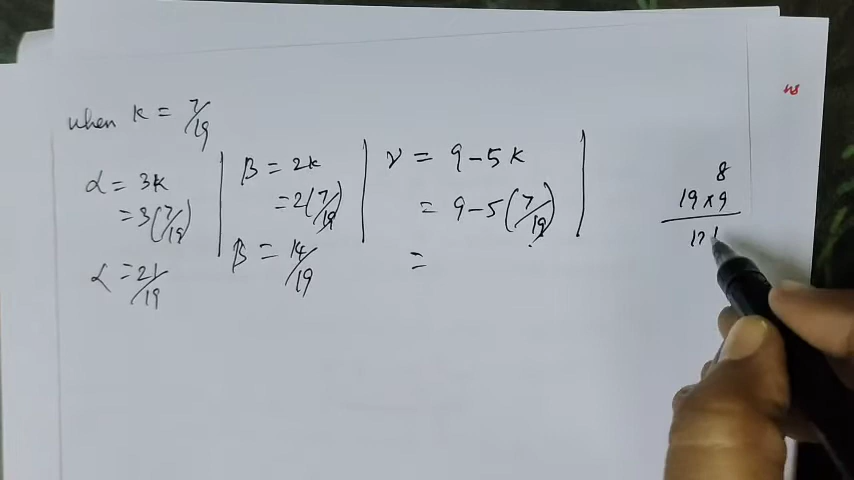 when k = 7/19
α = 3k
= 3(7/19)
α = 21/19
β = 2k
= 2(7/19)
β = 14/19
ν = 9 - 5k
= 9 - 5(7/19)
=
8
19 x 9
171